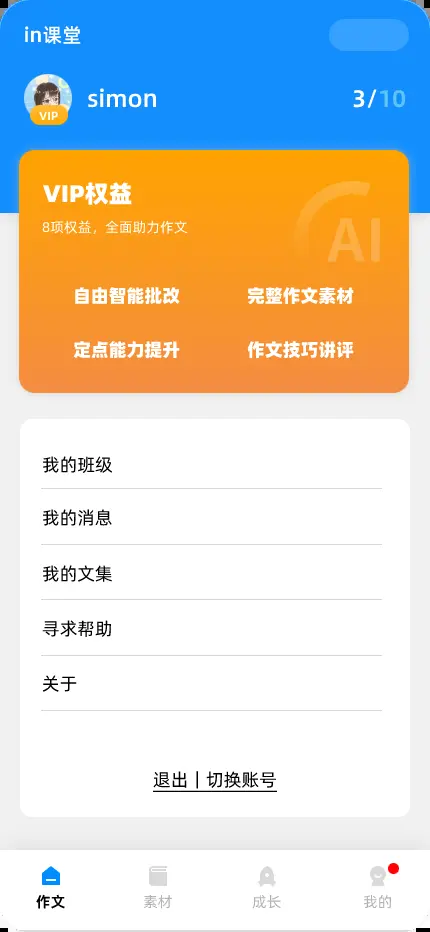 in课堂
simon
3/10
VIP
VIP权益
8项权益，全面助力作文
AI
自由智能批改 完整作文素材
定点能力提升 作文技巧讲评
我的班级
我的消息
我的文集
寻求帮助
关于
退出 | 切换账号
作文 素材 成长 我的